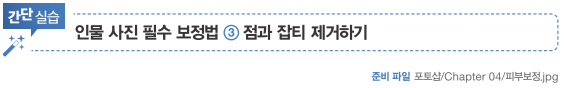 간단 실습
인물 사진 필수 보정법 ③ 점과 잡티 제거하기
준비 파일 포토샵/Chapter 04/피부보정.jpg